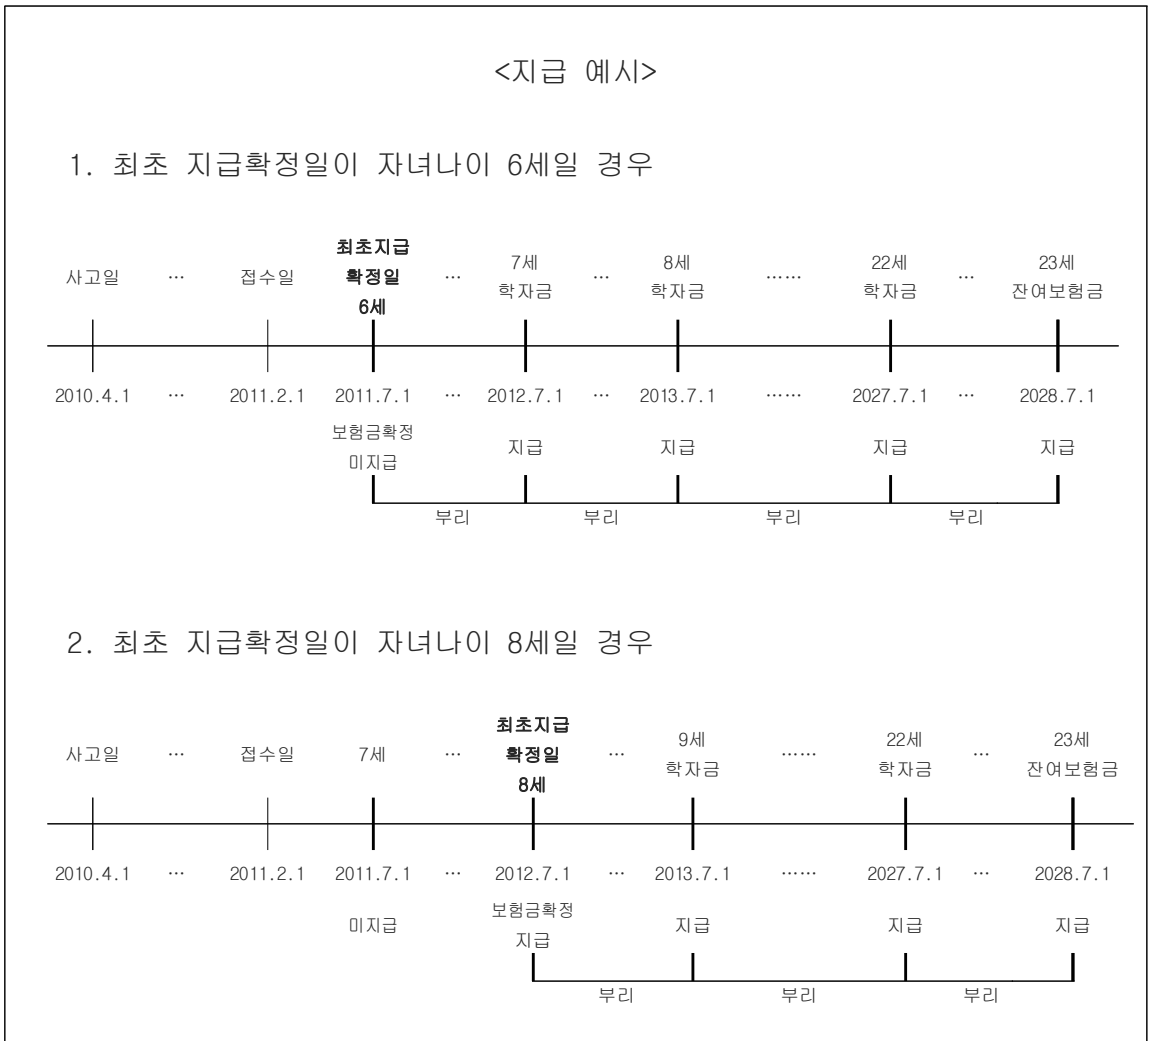 <지급 예시>
1. 최초 지급확정일이 자녀나이 6세일 경우
최초지급
확정일
6세
사고일 … 접수일 … 7세 … 8세 …… 22세 … 23세
학자금 학자금 학자금 잔여보험금
2010.4.1 … 2011.2.1 2011.7.1 … 2012.7.1 … 2013.7.1 …… 2027.7.1 … 2028.7.1
보험금확정
미지급 지급 지급 지급 지급
부리 부리 부리 부리
2. 최초 지급확정일이 자녀나이 8세일 경우
최초지급
확정일
8세
사고일 … 접수일 7세 … … 9세 …… 22세 … 23세
학자금 학자금 잔여보험금
2010.4.1 … 2011.2.1 2011.7.1 … 2012.7.1 … 2013.7.1 …… 2027.7.1 … 2028.7.1
보험금확정
미지급 지급 지급 지급 지급
부리 부리 부리